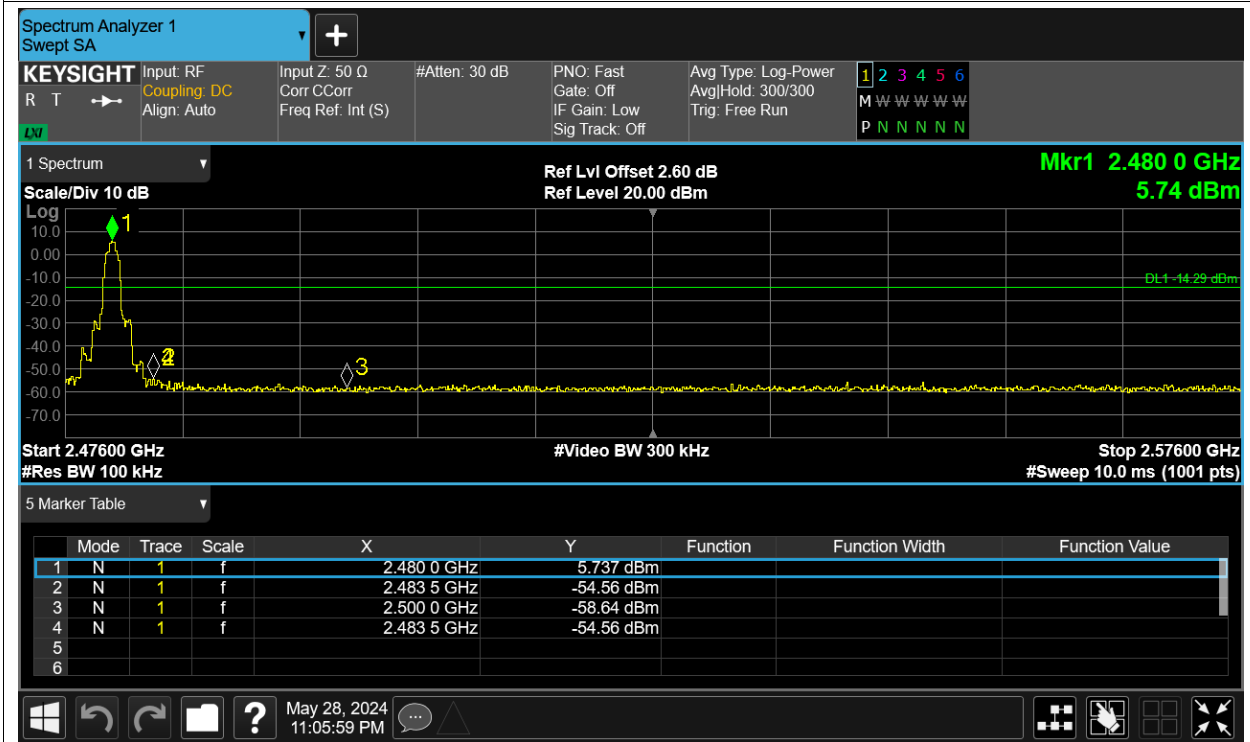 Spectrum Analyzer 1
Swept SA
+
KEYSIGHT
R T
LXI
Input: RF
Coupling: DC
Align: Auto
Input Z: 50 Ω
Corr CCorr
Freq Ref: Int (S)
#Atten: 30 dB
PNO: Fast
Gate: Off
IF Gain: Low
Sig Track: Off
Avg Type: Log-Power
Avg|Hold: 300/300
Trig: Free Run
1 2 3 4 5 6
M W W W W W
P N N N N N
1 Spectrum
Scale/Div 10 dB
Ref Lvl Offset 2.60 dB
Ref Level 20.00 dBm
Mkr1 2.480 0 GHz
5.74 dBm
Log
10.0
0.00
-10.0
-20.0
-30.0
-40.0
-50.0
-60.0
-70.0
1
2
3
DL1 -14.29 dBm
Start 2.47600 GHz
#Video BW 300 kHz
Stop 2.57600 GHz
#Res BW 100 kHz
#Sweep 10.0 ms (1001 pts)
5 Marker Table
Mode Trace Scale X Y Function Function Width Function Value
1 N 1 f 2.480 0 GHz 5.737 dBm
2 N 1 f 2.483 5 GHz -54.56 dBm
3 N 1 f 2.500 0 GHz -58.64 dBm
4 N 1 f 2.483 5 GHz -54.56 dBm
5
6
?
May 28, 2024
11:05:59 PM